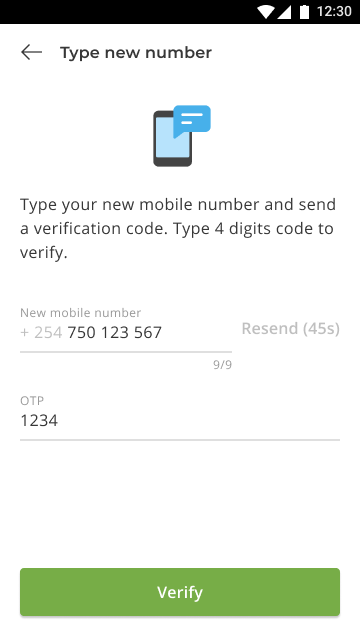 12:30
Type new number
Type your new mobile number and send
a verification code. Type 4 digits code to
verify.
New mobile number
+ 254 750 123 567
Resend (45s)
9/9
OTP
1234
Verify